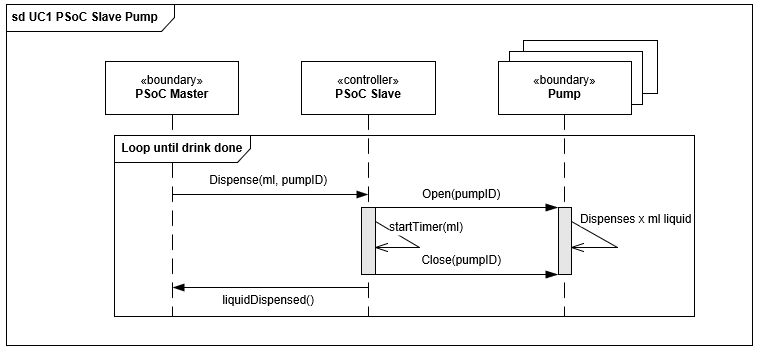 sd UC1 PSoC Slave Pump
«boundary»
PSoC Master
«controller»
PSoC Slave
«boundary»
Pump
Loop until drink done
Dispense(ml, pumpID)
Open(pumpID)
startTimer(ml)
Dispenses x ml liquid
Close(pumpID)
liquidDispensed()